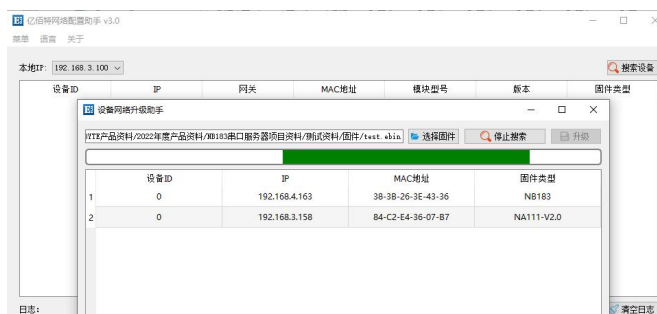 亿佰特网络配置助手 v3.0
菜单 语言 关于
本地IP: 192.168.3.100 搜索设备
设备ID IP 网关 MAC地址 模块型号 版本 固件类型
设备网络升级助手
YTE产品资料/2022年度产品资料/NB183串口服务器项目资料/测试资料/固件/test.ebin 选择固件 停止搜索 升级
设备ID IP MAC地址 固件类型
1 0 192.168.4.163 38-3B-26-3E-43-36 NB183
2 0 192.168.3.158 84-C2-E4-36-07-B7 NA111-V2.0
日志: 清空日志